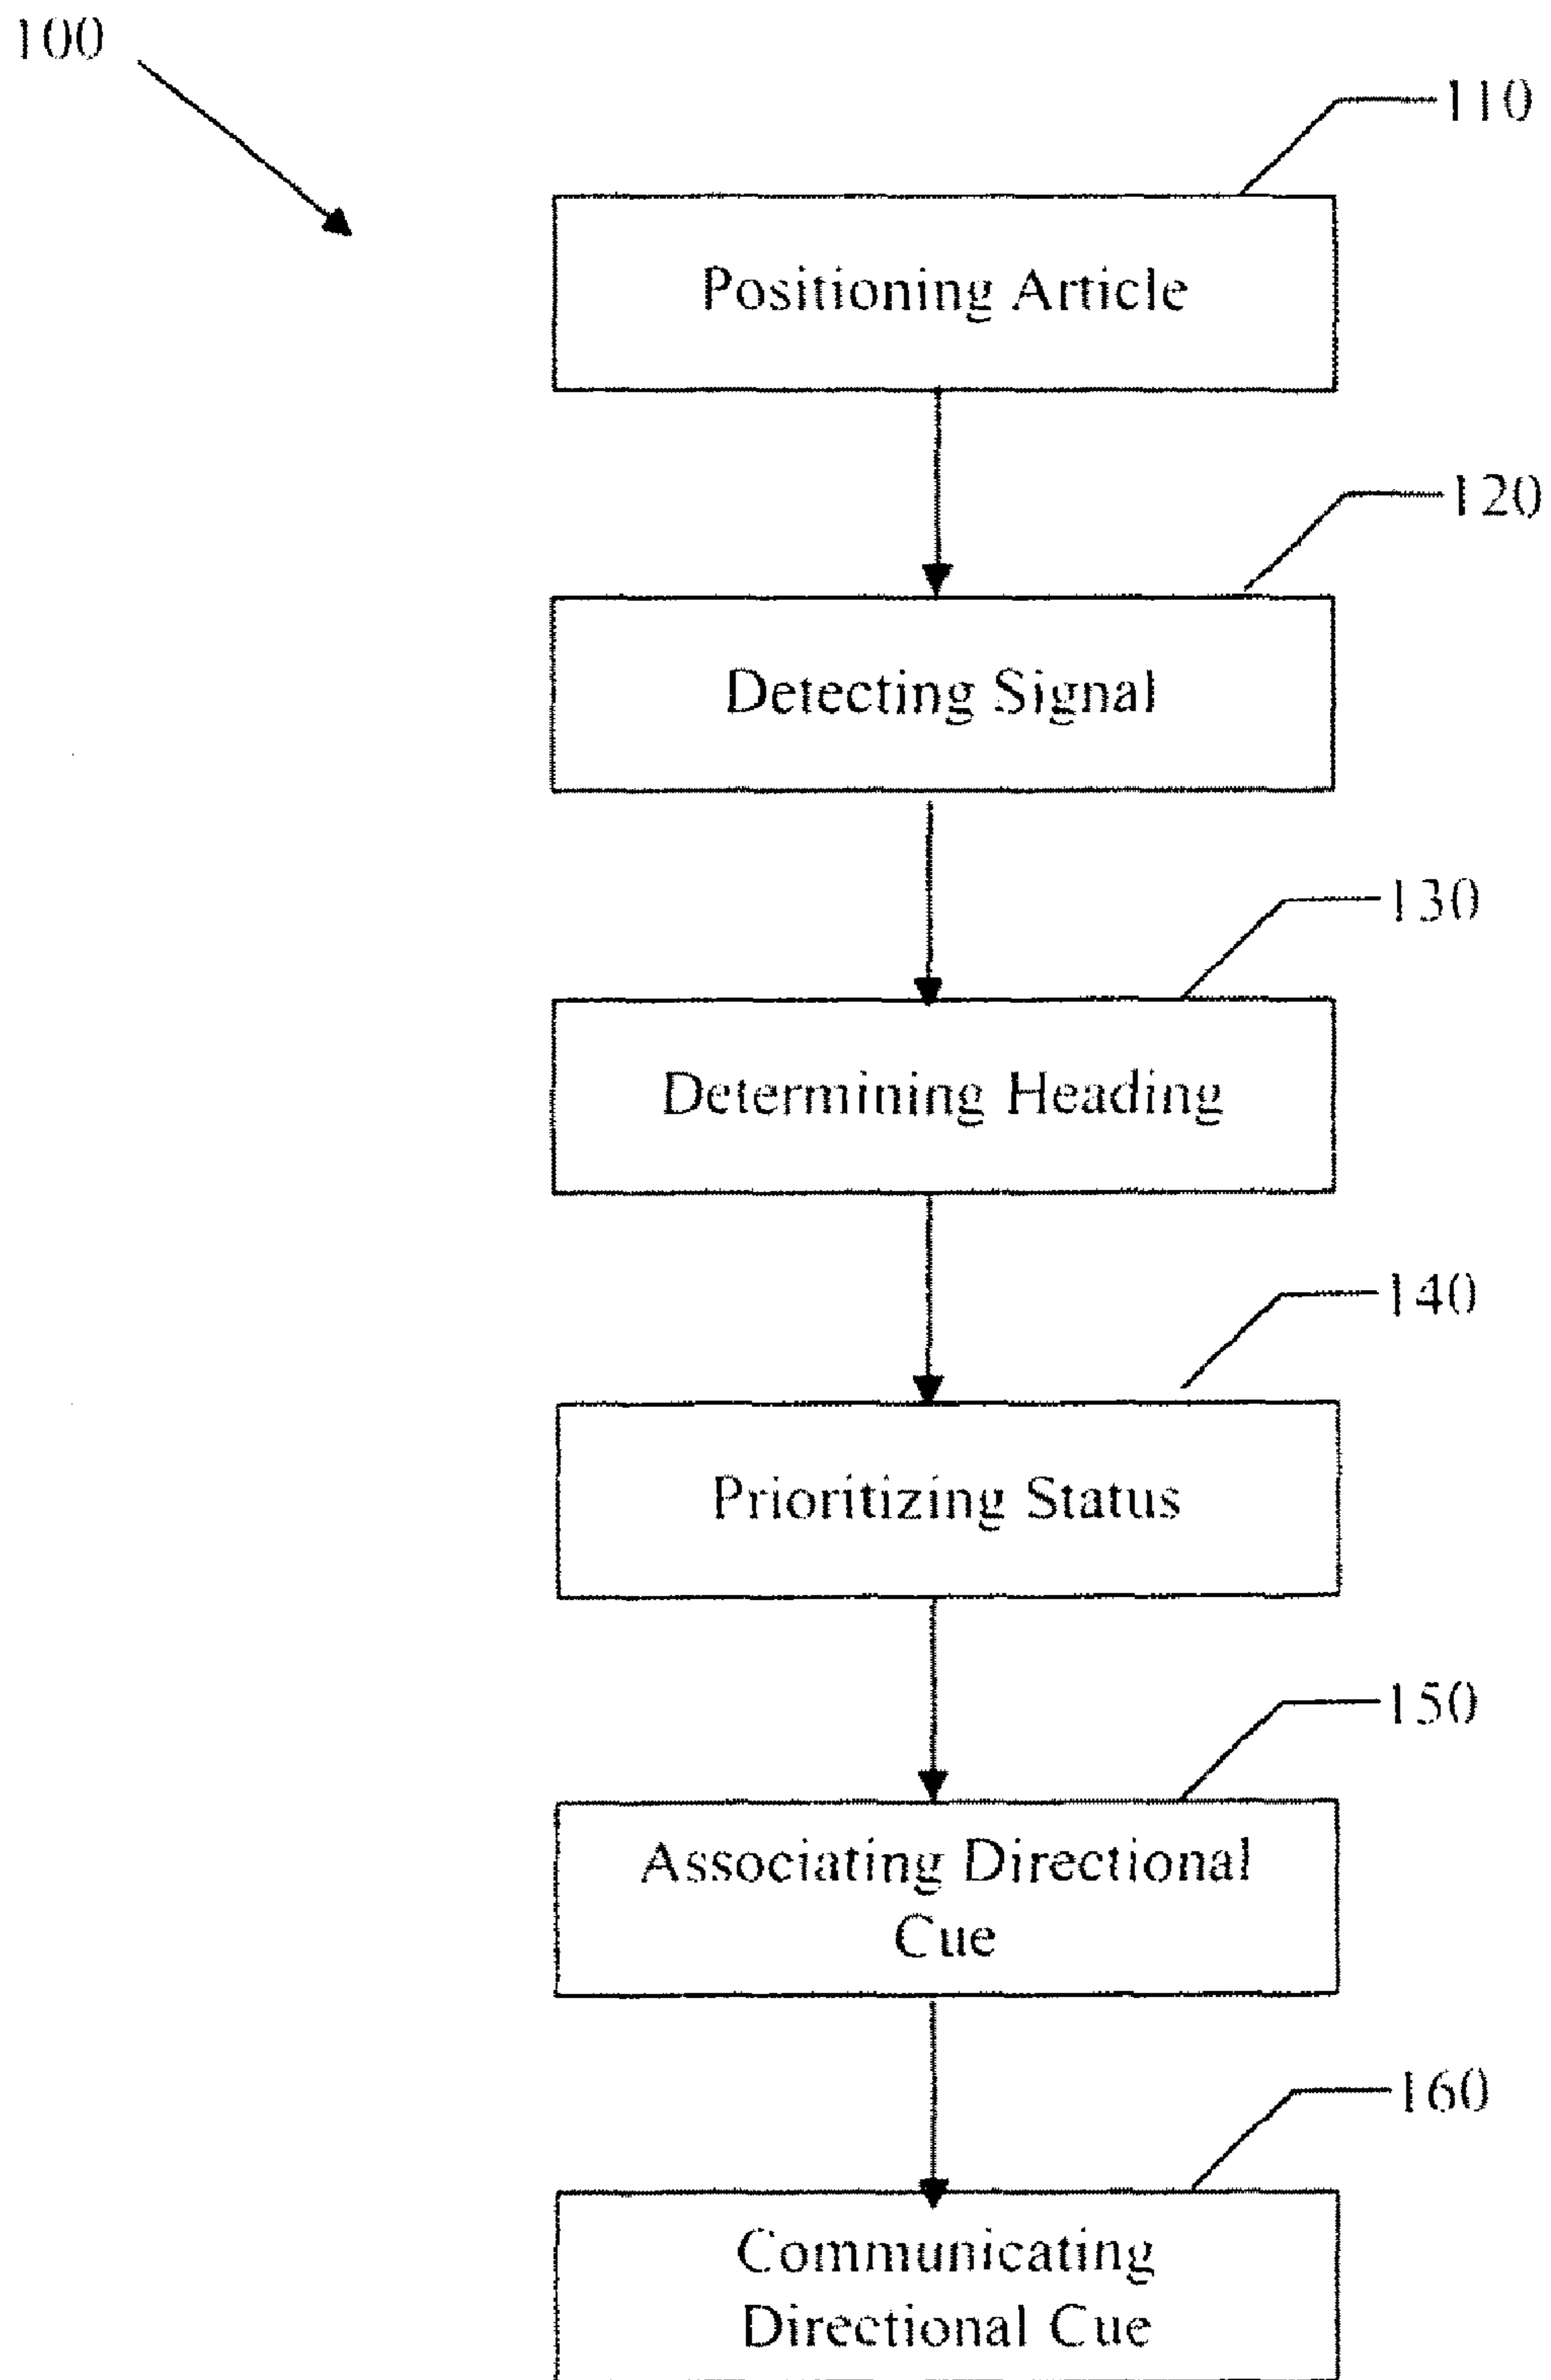 100
110
Positioning Article
120
Detecting Signal
130
Determining Heading
140
Prioritizing Status
150
Associating Directional
Cue
160
Communicating
Directional Cue